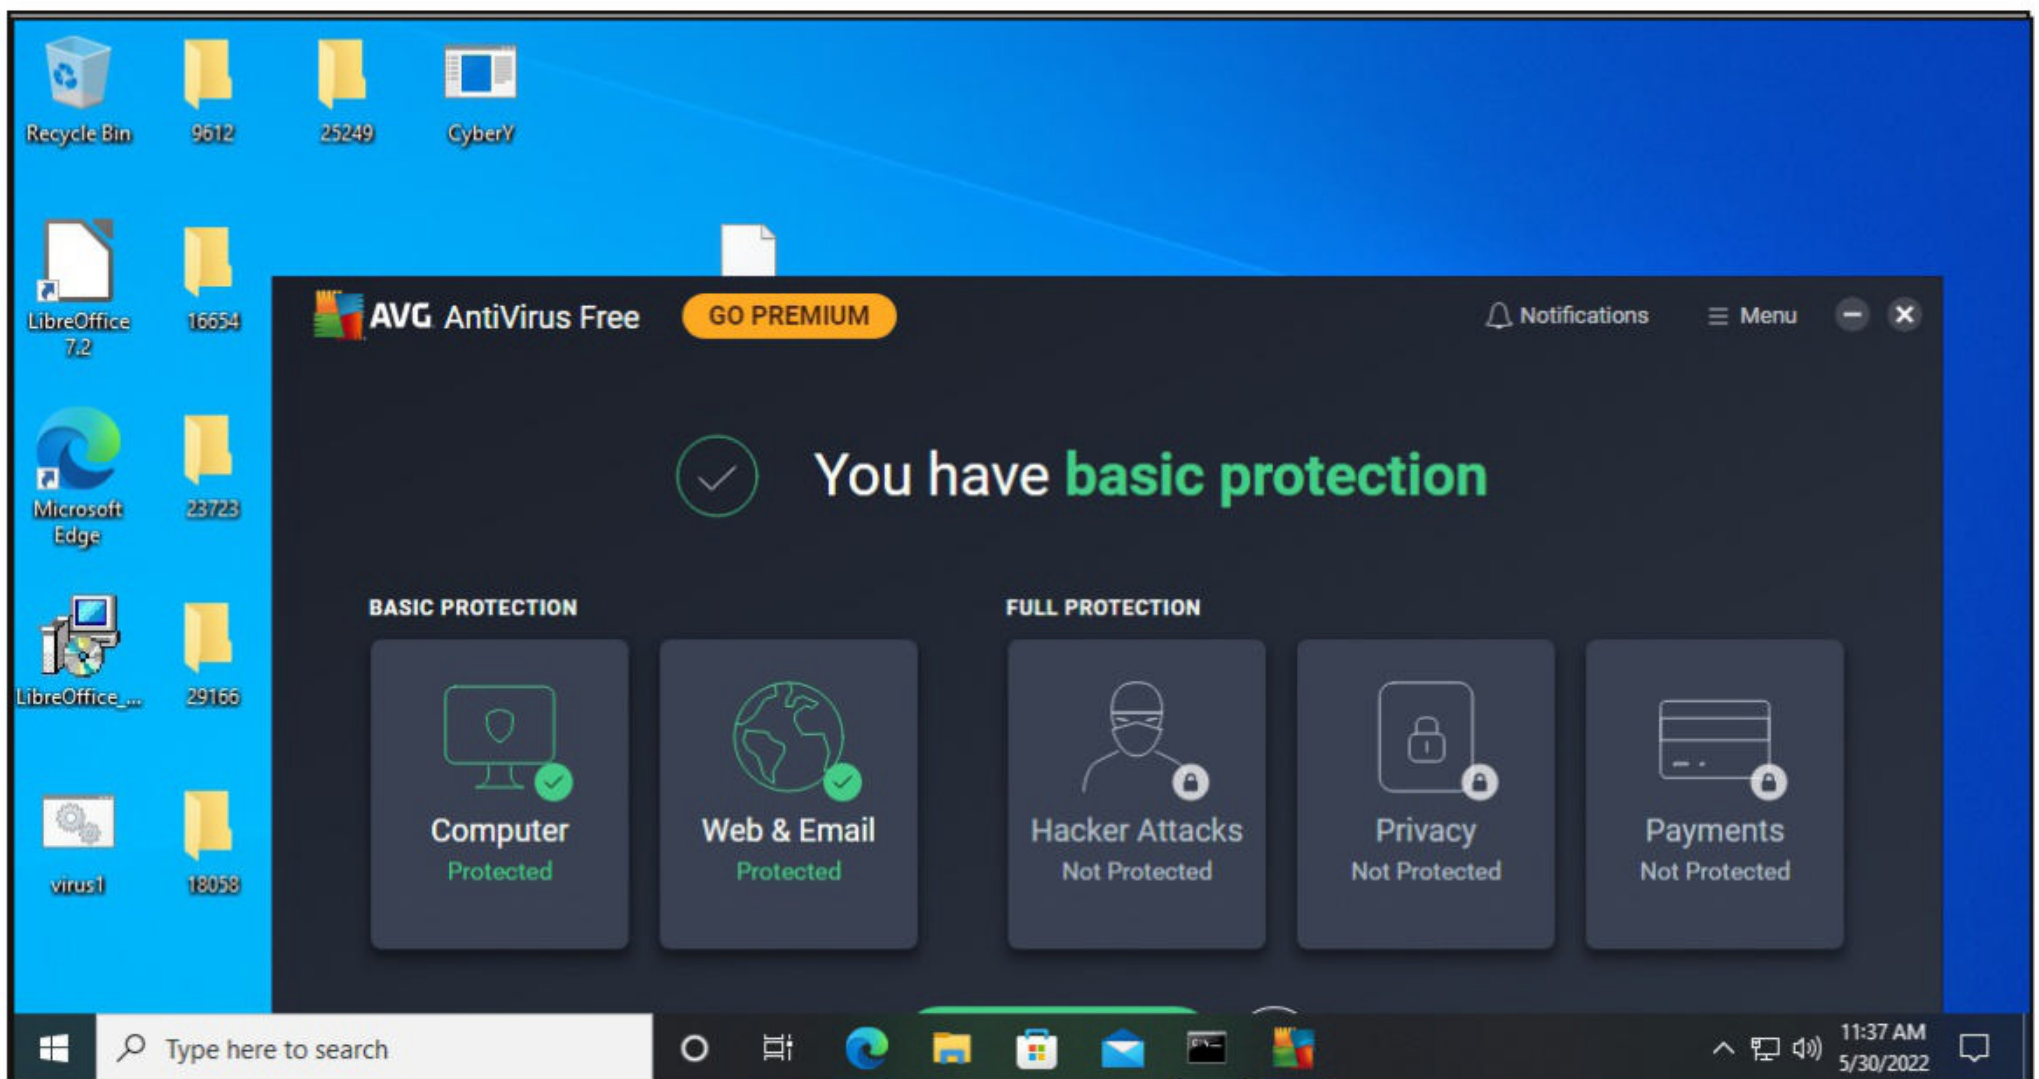 Recycle Bin
9612
25249
CyberY
LibreOffice
7.2
16654
Microsoft
Edge
23723
LibreOffice_...
29166
virus1
18058
AVG AntiVirus Free
GO PREMIUM
Notifications
Menu
You have basic protection
BASIC PROTECTION
FULL PROTECTION
Computer
Protected
Web & Email
Protected
Hacker Attacks
Not Protected
Privacy
Not Protected
Payments
Not Protected
Type here to search
11:37 AM
5/30/2022